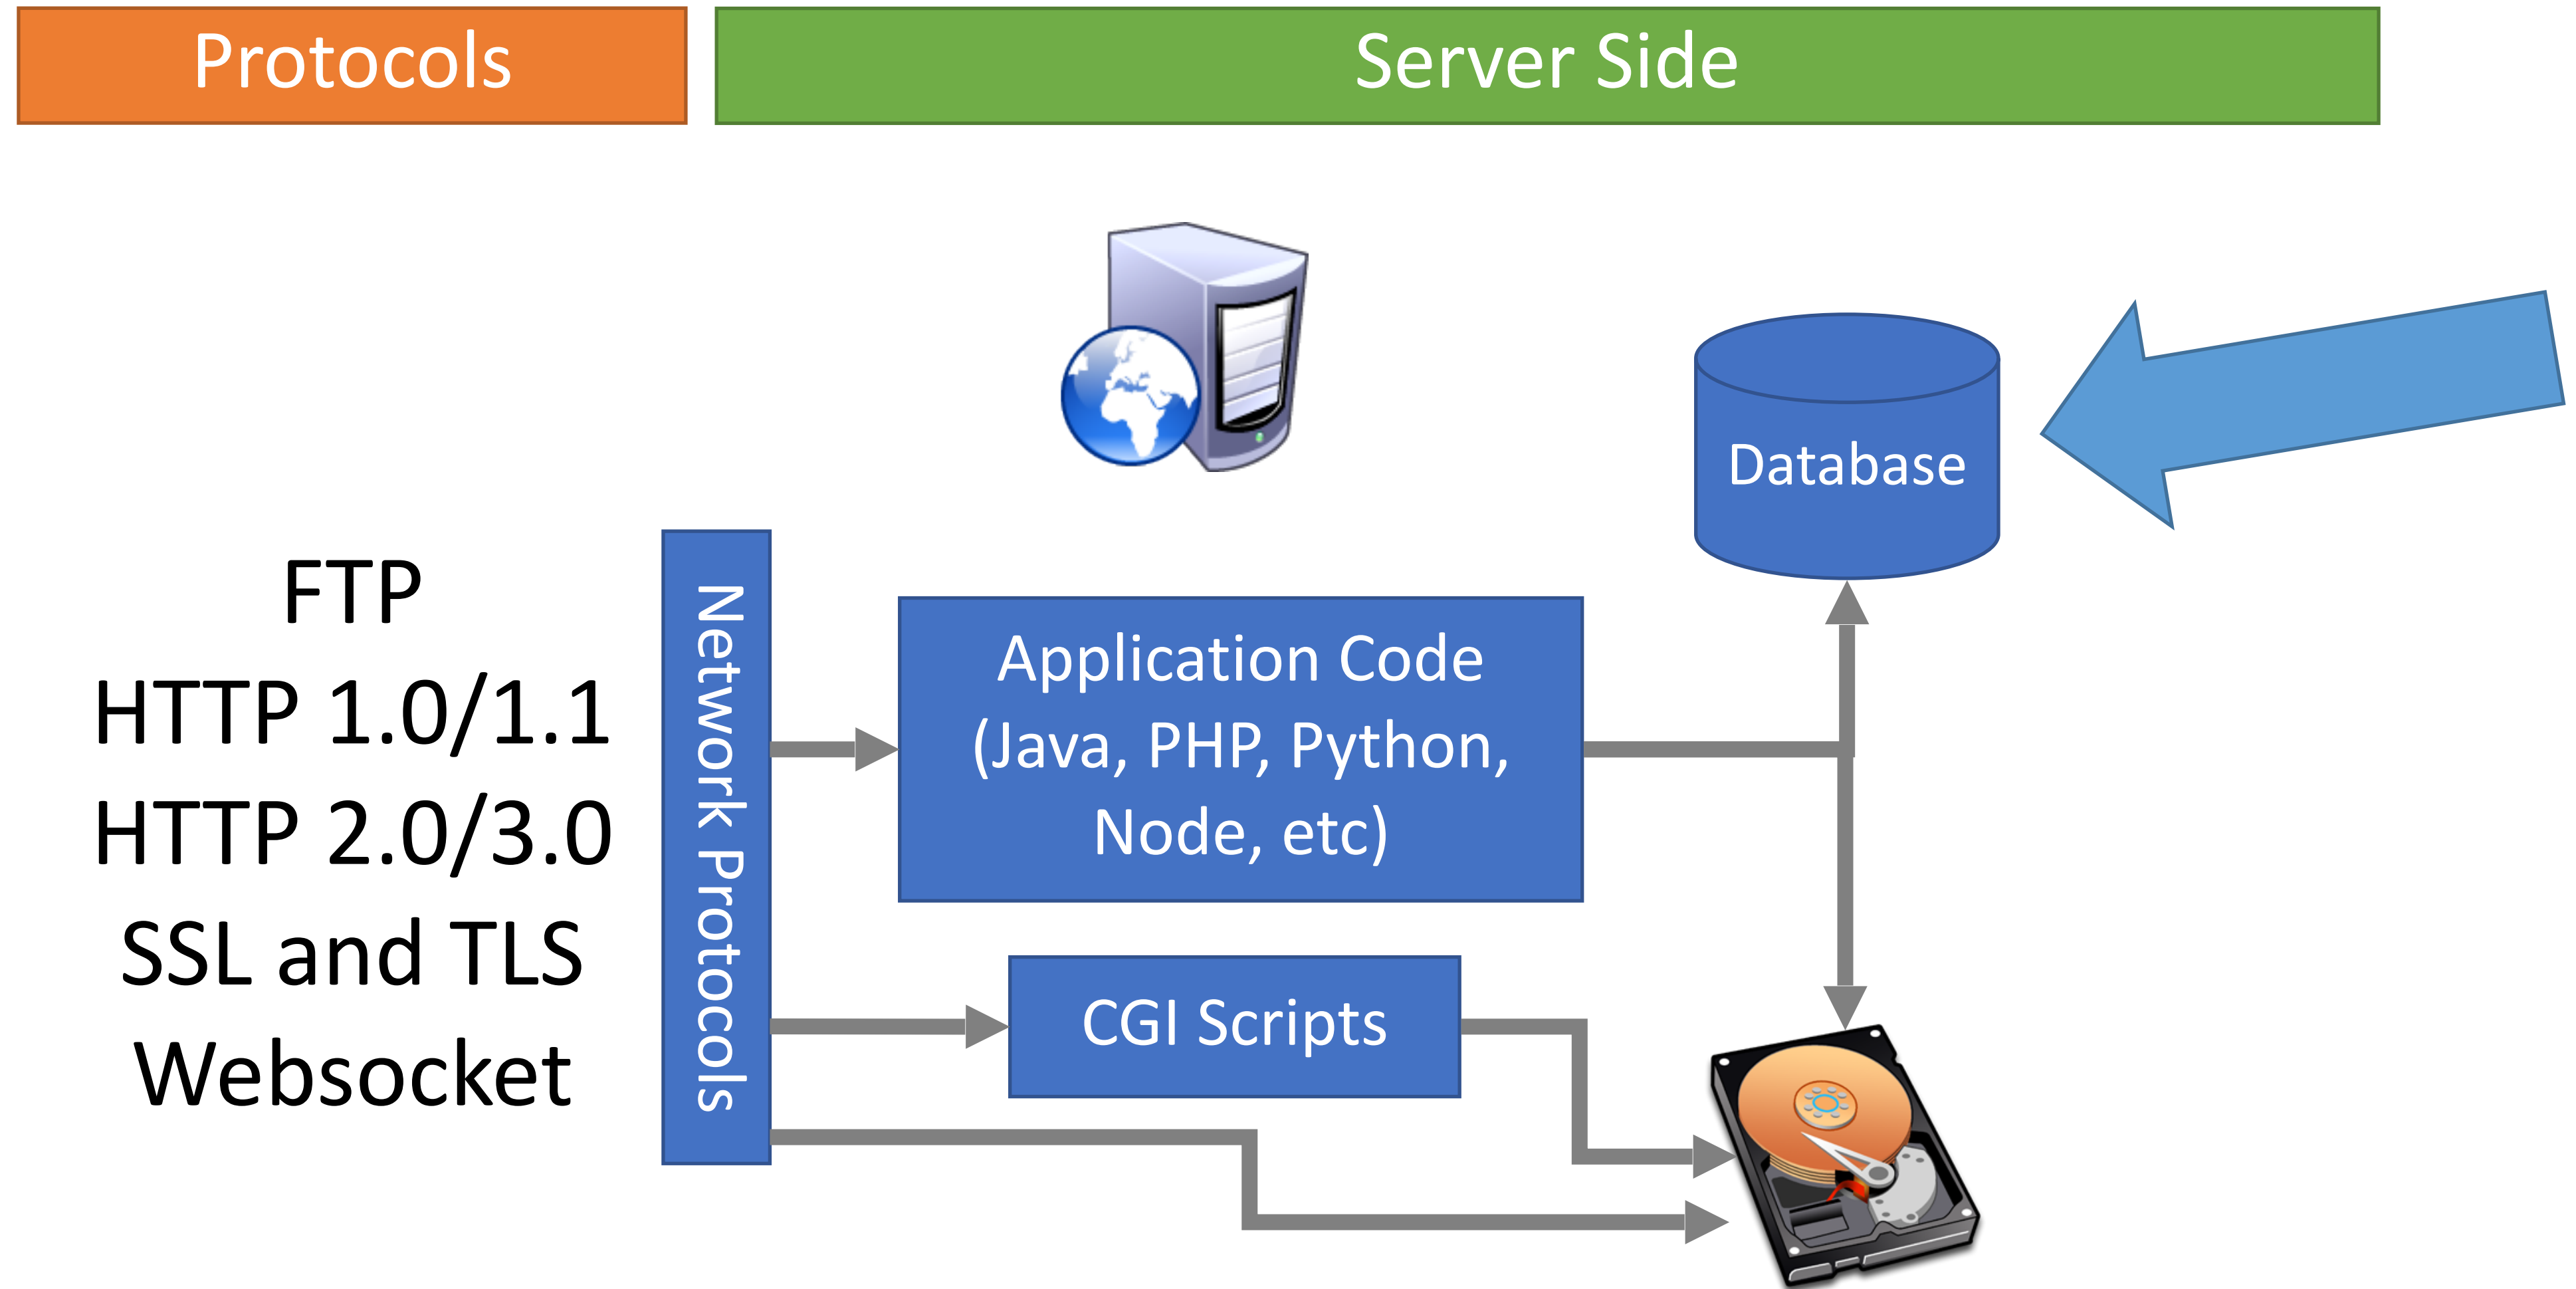 Protocols
Server Side
Database
FTP
HTTP 1.0/1.1
HTTP 2.0/3.0
SSL and TLS
Websocket
Network Protocols
Application Code
(Java, PHP, Python,
Node, etc)
CGI Scripts